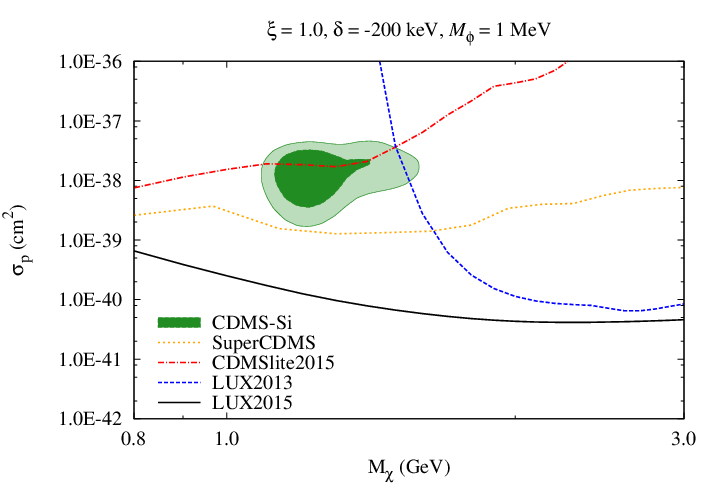 ξ = 1.0, δ = -200 keV, Mϕ = 1 MeV
1.0E-36
1.0E-37
1.0E-38
1.0E-39
1.0E-40
1.0E-41
1.0E-42
σp (cm²)
CDMS-Si
SuperCDMS
CDMSlite2015
LUX2013
LUX2015
0.8 1.0 3.0
Mχ (GeV)